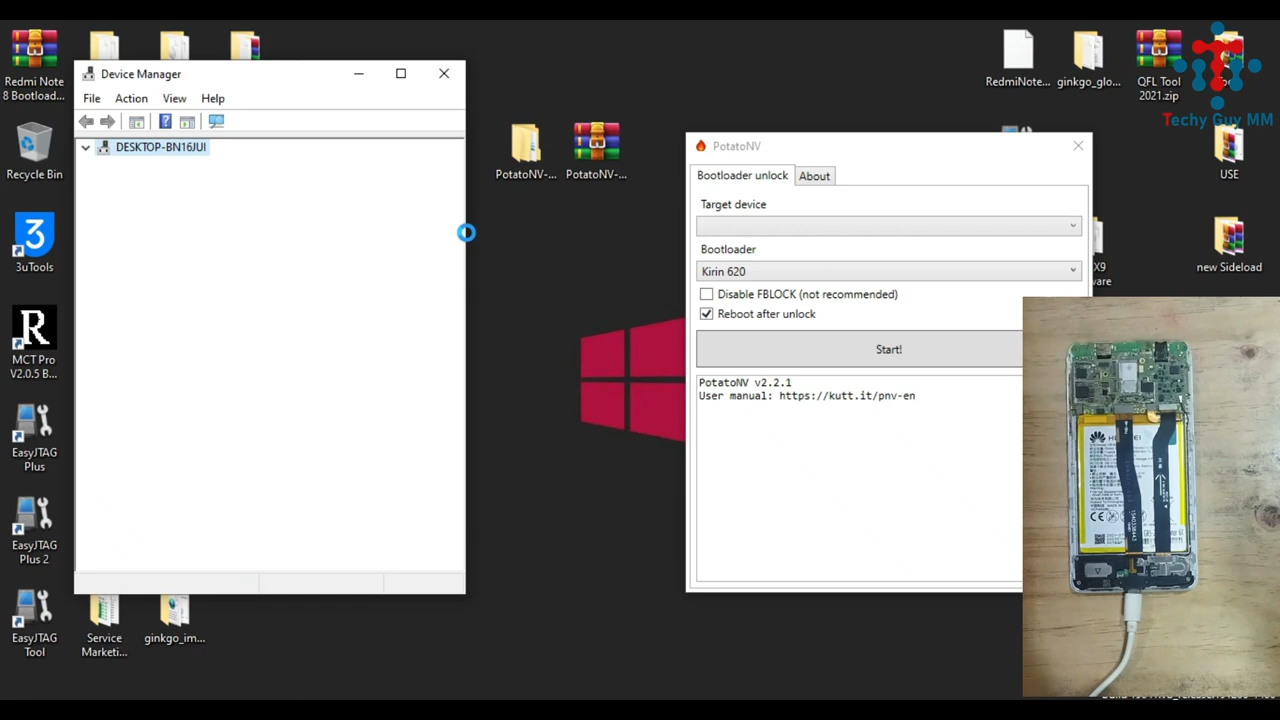 Redmi Note
8 Bootload...
Recycle Bin
3
3uTools
R
MCT Pro
V2.0.5 B...
EasyJTAG
Plus
EasyJTAG
Plus 2
EasyJTAG
Tool
Device Manager
File Action View Help
DESKTOP-BN16JUI
Service
Marketi...
ginkgo_im...
PotatoNV-...
PotatoNV-...
PotatoNV
Bootloader unlock
About
Target device
Bootloader
Kirin 620
Disable FBLOCK (not recommended)
Reboot after unlock
Start!
PotatoNV v2.2.1
User manual: https://kutt.it/pnv-en
RedmiNote...
ginkgo_glo...
QFL Tool
2021.zip
Techy Guy MM
USE
new Sideload
X9
ware
HUAWEI